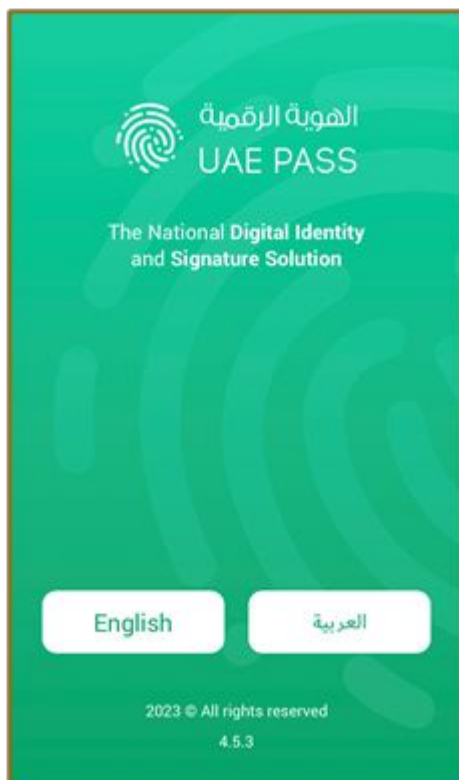 الهوية الرقمية
UAE PASS
The National Digital Identity
and Signature Solution
English
العربية
2023 © All rights reserved
4.5.3